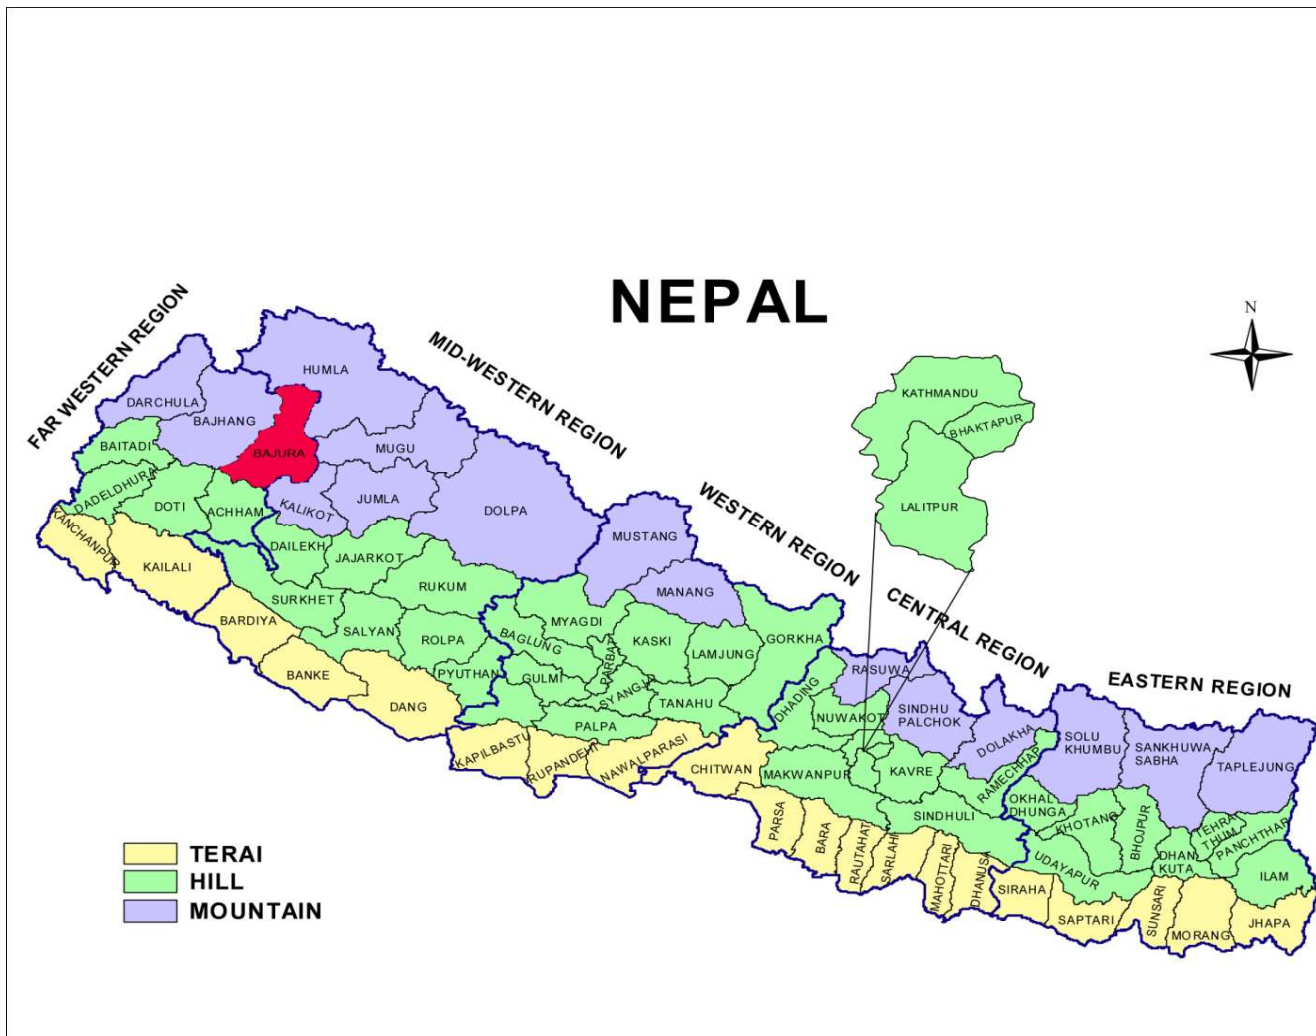 NEPAL
N
FAR WESTERN REGION
MID-WESTERN REGION
WESTERN REGION
CENTRAL REGION
EASTERN REGION
KATHMANDU
BHAKTAPUR
LALITPUR
HUMLA
DARCHULA
BAJHANG
BAITADI
BAJURA
MUGU
DADELDHURA
DOTI
ACHHAM
KALIKOT
JUMLA
DOLPA
KANCHANPUR
KAILALI
DAILEKH
JAJARKOT
RUKUM
MUSTANG
MANANG
SURKHET
BARDIYA
SALYAN
ROLPA
MYAGDI
BAGLUNG
PARBAT
KASKI
LAMJUNG
GORKHA
BANKE
DANG
PYUTHAN
GULMI
SYANGJA
TANAHU
PALPA
KAPILBASTU
RUPANDEHI
NAWALPARASI
CHITWAN
DHADING
RASUWA
NUWAKOT
SINDHU
PALCHOK
DOLAKHA
MAKWANPUR
KAVRE
RAMECHHAP
SINDHULI
PARSA
BARA
RAUTAHAT
SARLAHI
MAHOTTARI
DHANUSA
SOLU
KHUMBU
SANKHUWA
SABHA
TAPLEJUNG
OKHAL
DHUNGA
KHOTANG
BHOJPUR
TEHRA
THUM
PANCHTHAR
DHAN
KUTA
UDAYAPUR
ILAM
SIRAHA
SAPTARI
SUNSARI
MORANG
JHAPA
TERAI
HILL
MOUNTAIN